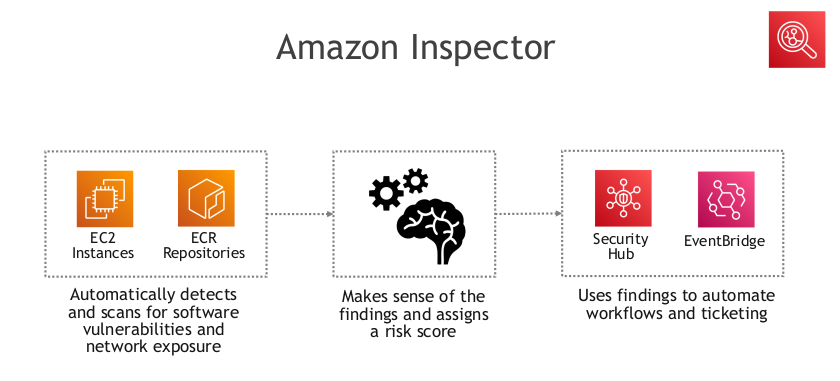 Amazon Inspector
EC2
Instances
ECR
Repositories
Security
Hub
EventBridge
Automatically detects
and scans for software
vulnerabilities and
network exposure
Makes sense of the
findings and assigns
a risk score
Uses findings to automate
workflows and ticketing